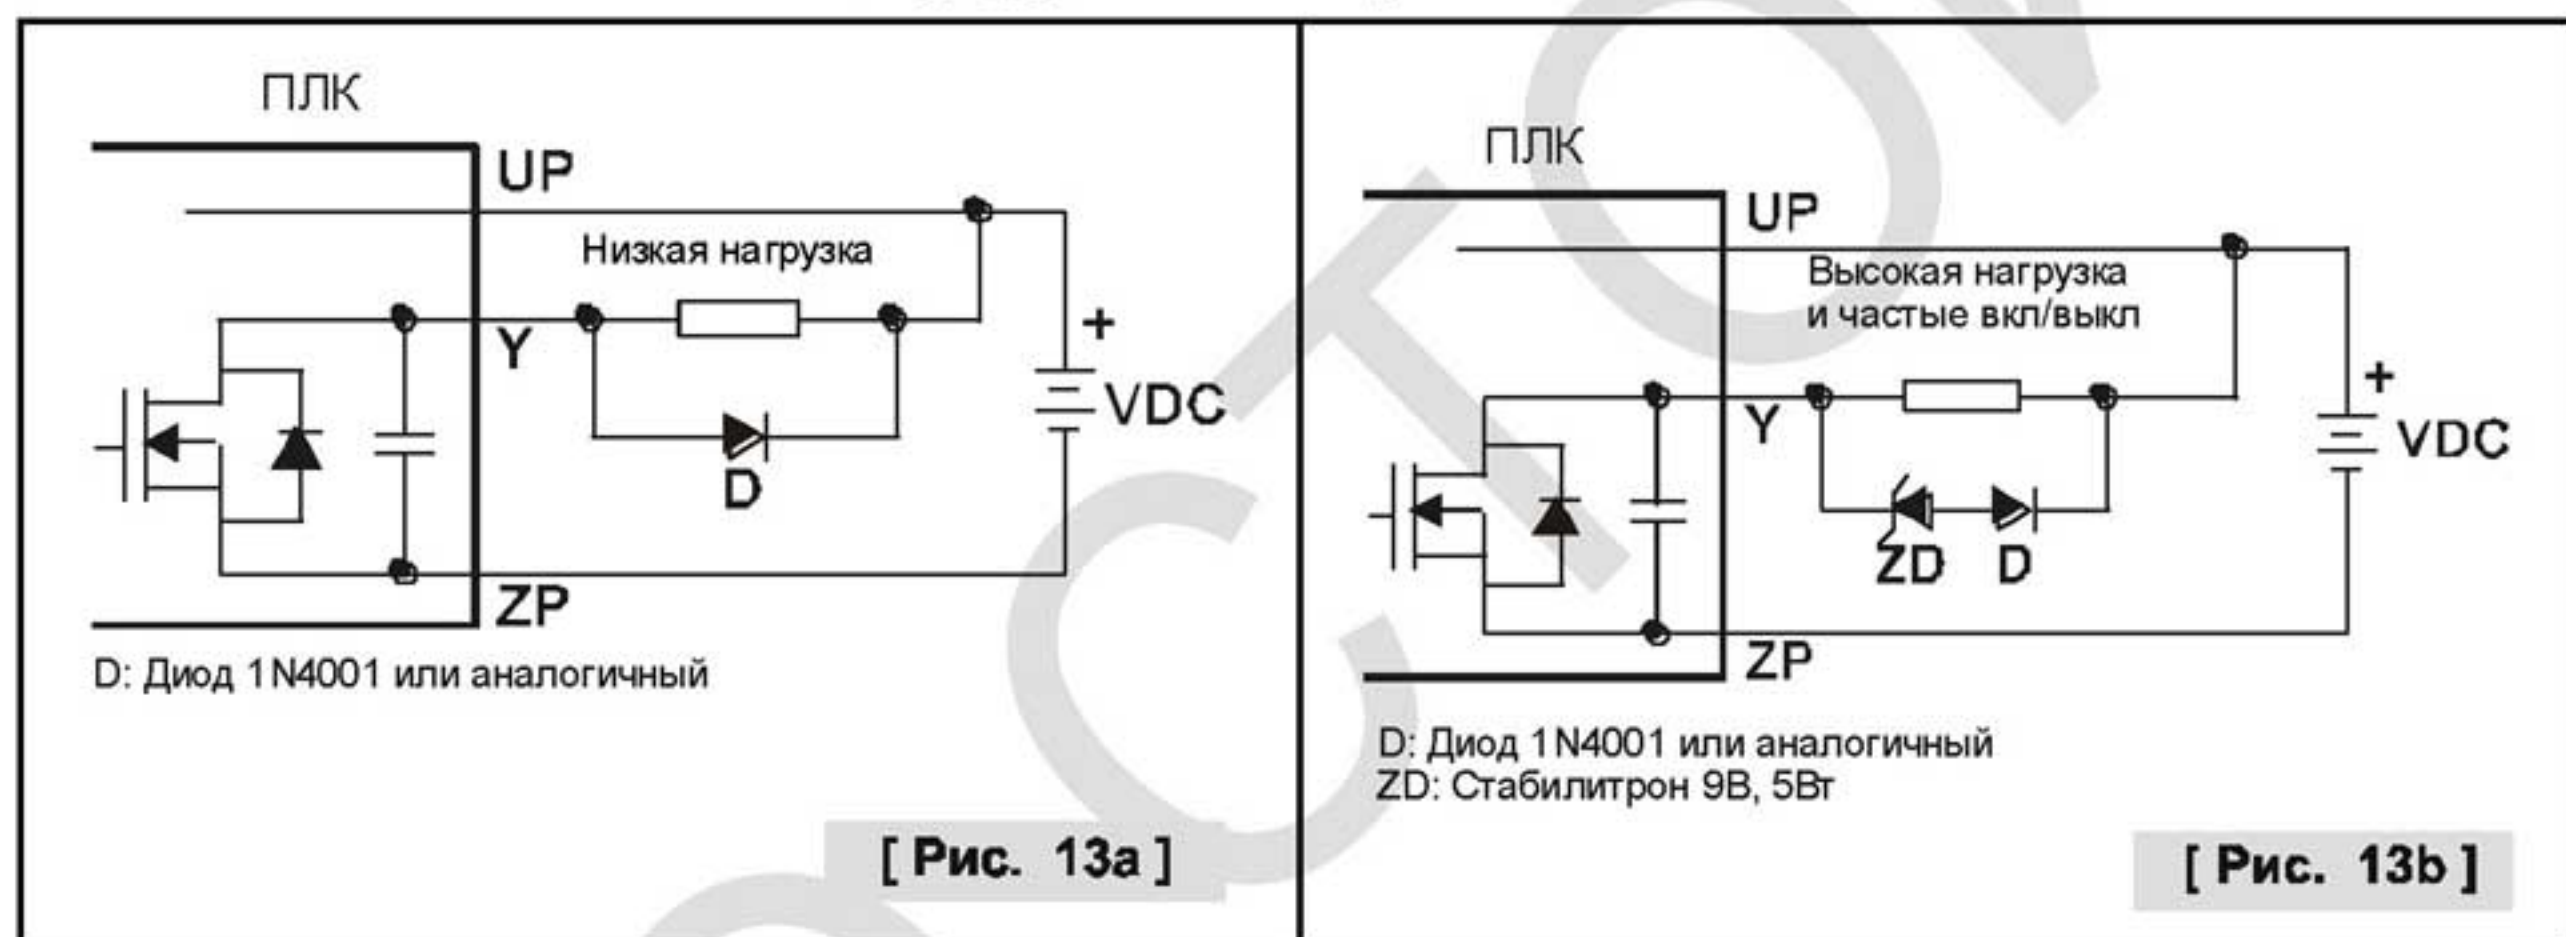 ПЛК
UP
Низкая нагрузка
Y
+
VDC
D
ZP
D: Диод 1N4001 или аналогичный
[ Рис. 13a ]
ПЛК
UP
Высокая нагрузка
и частые вкл/выкл
Y
+
VDC
ZD D
ZP
D: Диод 1N4001 или аналогичный
ZD: Стабилитрон 9В, 5Вт
[ Рис. 13b ]